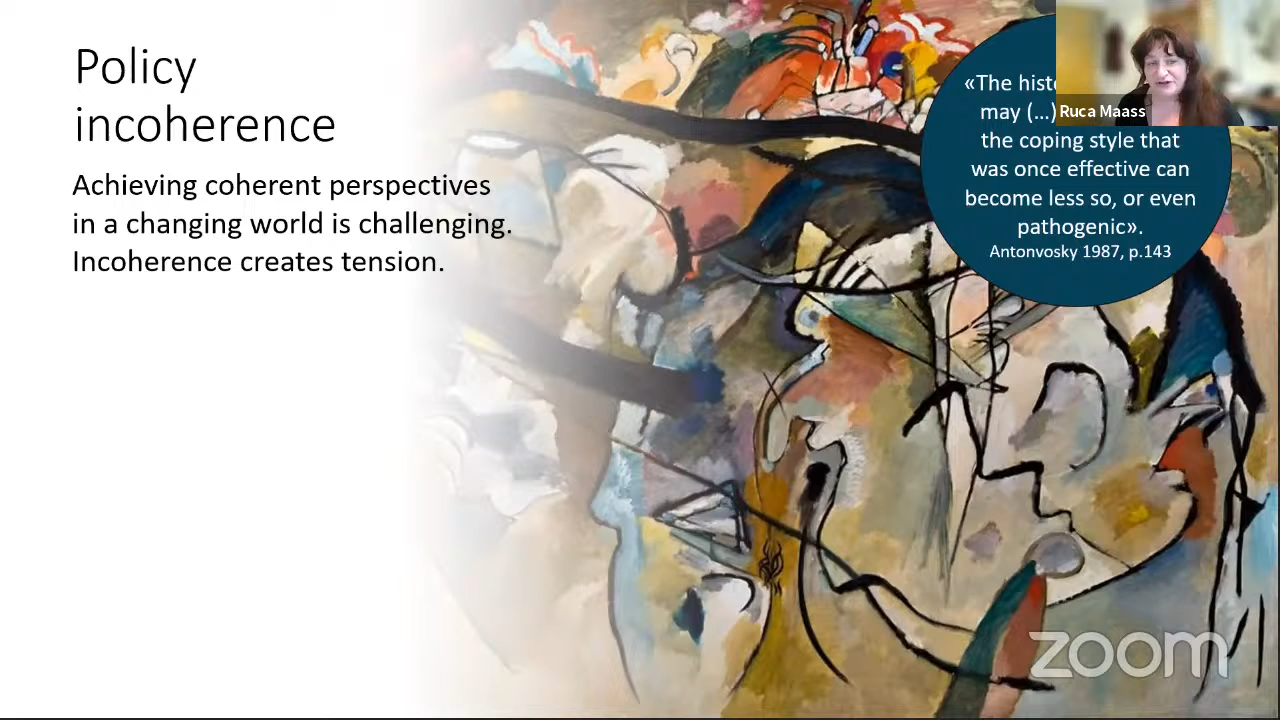 Policy
incoherence
Achieving coherent perspectives
in a changing world is challenging.
Incoherence creates tension.
«The
may (...)
the coping style that
was once effective can
become less so, or even
pathogenic».
Antonvosky 1987, p.143
Ruca Maass
zoom